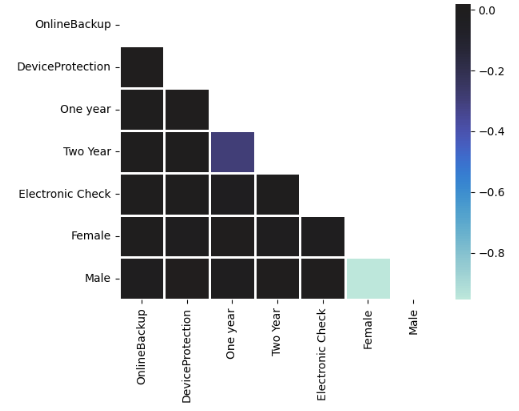 OnlineBackup
DeviceProtection
One year
Two Year
Electronic Check
Female
Male
OnlineBackup
DeviceProtection
One year
Two Year
Electronic Check
Female
Male
0.0
−0.2
−0.4
−0.6
−0.8